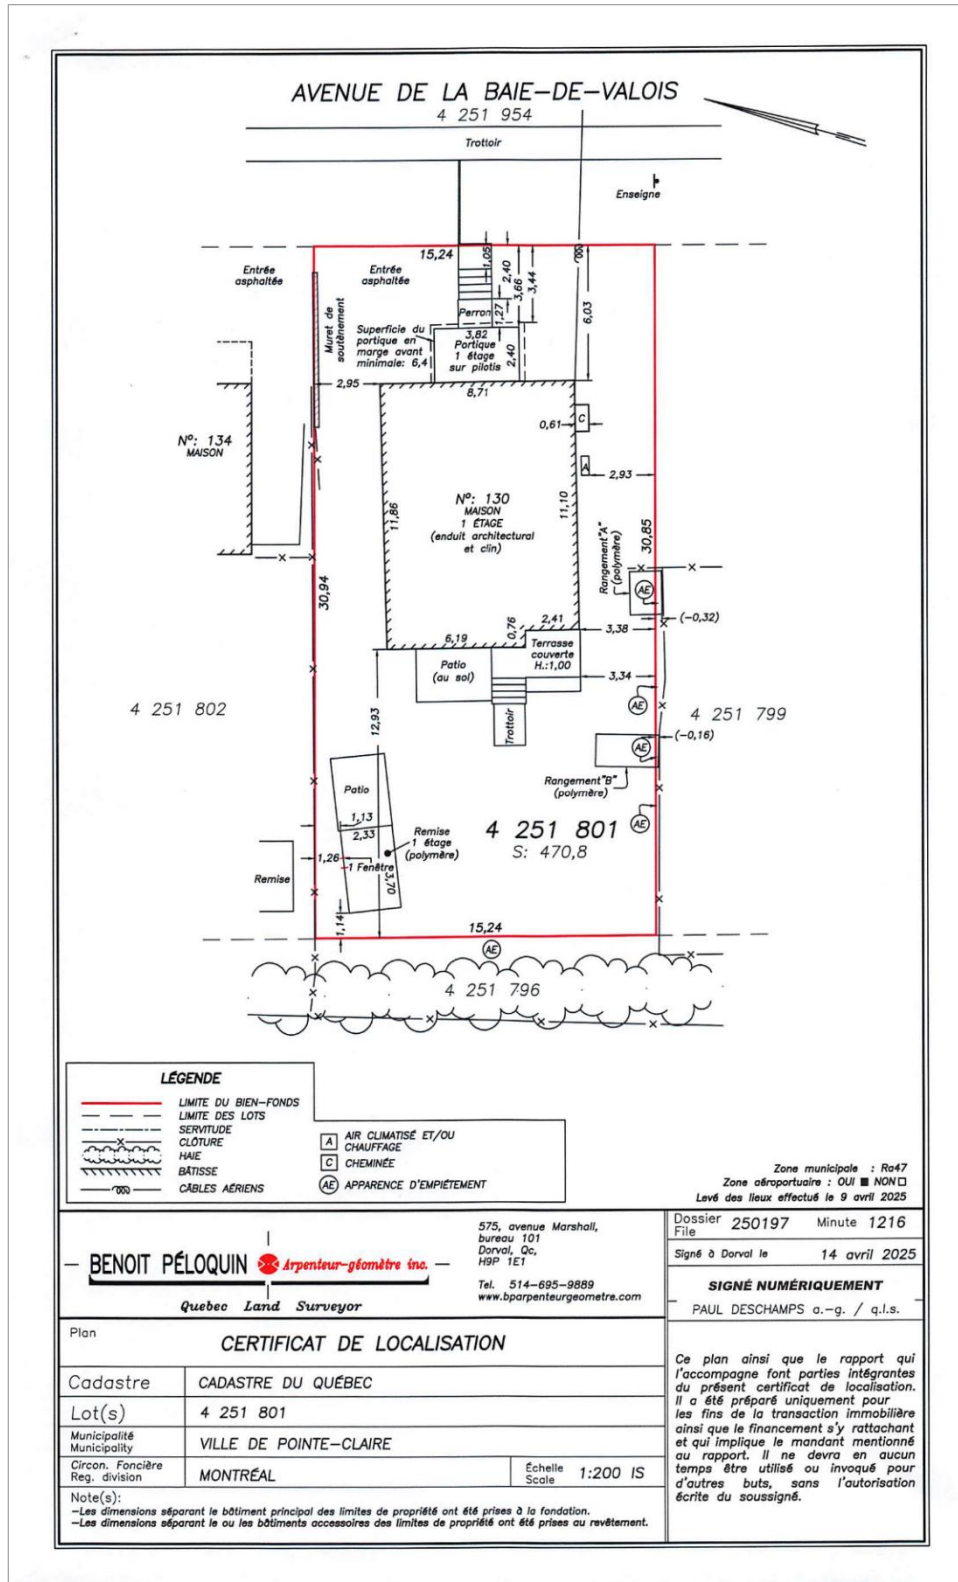 AVENUE DE LA BAIE-DE-VALOIS
4 251 954
Trottoir
Enseigne
15,24
1,05
2,40
3,66
3,44
Entrée
asphaltée
Entrée
asphaltée
6,03
Muret de
soutènement
Perron
1,27
Superficie du
portique en
marge avant
minimale: 6,4
3,82
Portique
1 étage
sur pilotis
2,40
2,95
8,71
0,61
C
Nº: 134
MAISON
A
2,93
Nº: 130
MAISON
1 ÉTAGE
(enduit architectural
et clin)
11,86
11,10
30,85
Rangement"A"
(polymère)
AE
30,94
(-0,32)
2,41
0,76
6,19
3,38
Terrasse
couverte
H.:1,00
Patio
(au sol)
3,34
4 251 802
AE
4 251 799
12,93
Trottoir
(-0,16)
AE
Patio
Rangement"B"
(polymère)
1,13
2,33
Remise
1 étage
(polymère)
4 251 801
S: 470,8
AE
1,26
1 Fenêtre
3,70
Remise
1,14
15,24
AE
4 251 796
LÉGENDE
LIMITE DU BIEN-FONDS
LIMITE DES LOTS
SERVITUDE
CLÔTURE
HAIE
BÂTISSE
CÂBLES AÉRIENS
A AIR CLIMATISÉ ET/OU
CHAUFFAGE
C CHEMINÉE
AE APPARENCE D'EMPIÉTEMENT
Zone municipale : Ra47
Zone aéroportuaire : OUI ■ NON □
Levé des lieux effectué le 9 avril 2025
BENOIT PÉLOQUIN Arpenteur-géomètre inc.
Quebec Land Surveyor
575, avenue Marshall,
bureau 101
Dorval, Qc,
H9P 1E1
Tel. 514-695-9889
www.bparpenteurgeometre.com
Dossier
File 250197 Minute 1216
Signé à Dorval le 14 avril 2025
SIGNÉ NUMÉRIQUEMENT
PAUL DESCHAMPS a.-g. / q.l.s.
Plan
CERTIFICAT DE LOCALISATION
Cadastre CADASTRE DU QUÉBEC
Lot(s) 4 251 801
Municipalité
Municipality VILLE DE POINTE-CLAIRE
Circon. Foncière
Reg. division MONTRÉAL
Échelle
Scale 1:200 IS
Note(s):
-Les dimensions séparant le bâtiment principal des limites de propriété ont été prises à la fondation.
-Les dimensions séparant le ou les bâtiments accessoires des limites de propriété ont été prises au revêtement.
Ce plan ainsi que le rapport qui
l'accompagne font parties intégrantes
du présent certificat de localisation.
Il a été préparé uniquement pour
les fins de la transaction immobilière
ainsi que le financement s'y rattachant
et qui implique le mandant mentionné
au rapport. Il ne devra en aucun
temps être utilisé ou invoqué pour
d'autres buts, sans l'autorisation
écrite du soussigné.